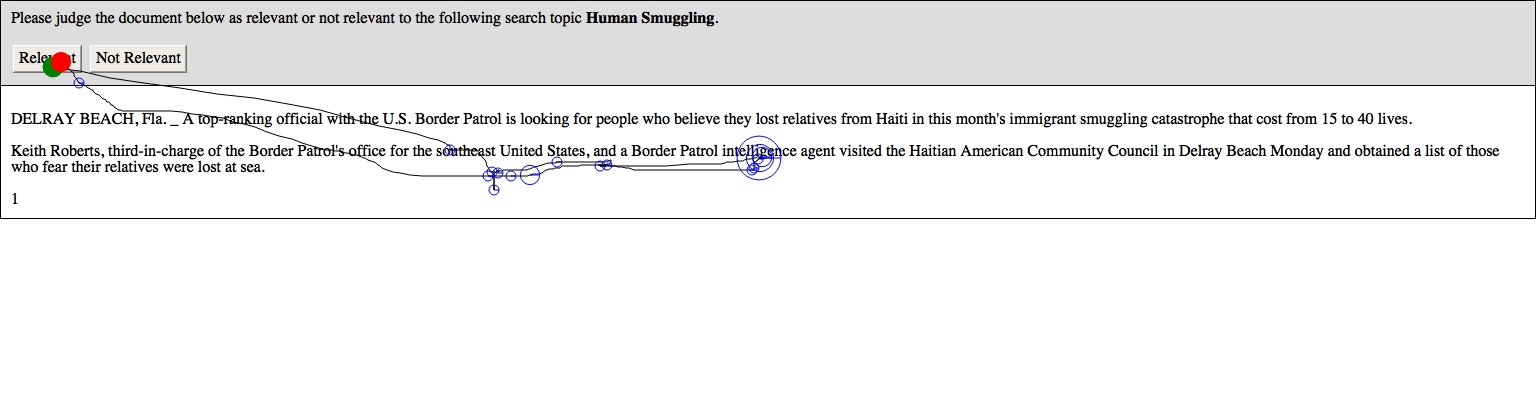 Please judge the document below as relevant or not relevant to the following search topic Human Smuggling.
Relevant Not Relevant
DELRAY BEACH, Fla. _ A top-ranking official with the U.S. Border Patrol is looking for people who believe they lost relatives from Haiti in this month's immigrant smuggling catastrophe that cost from 15 to 40 lives.
Keith Roberts, third-in-charge of the Border Patrol's office for the southeast United States, and a Border Patrol intelligence agent visited the Haitian American Community Council in Delray Beach Monday and obtained a list of those
who fear their relatives were lost at sea.
1